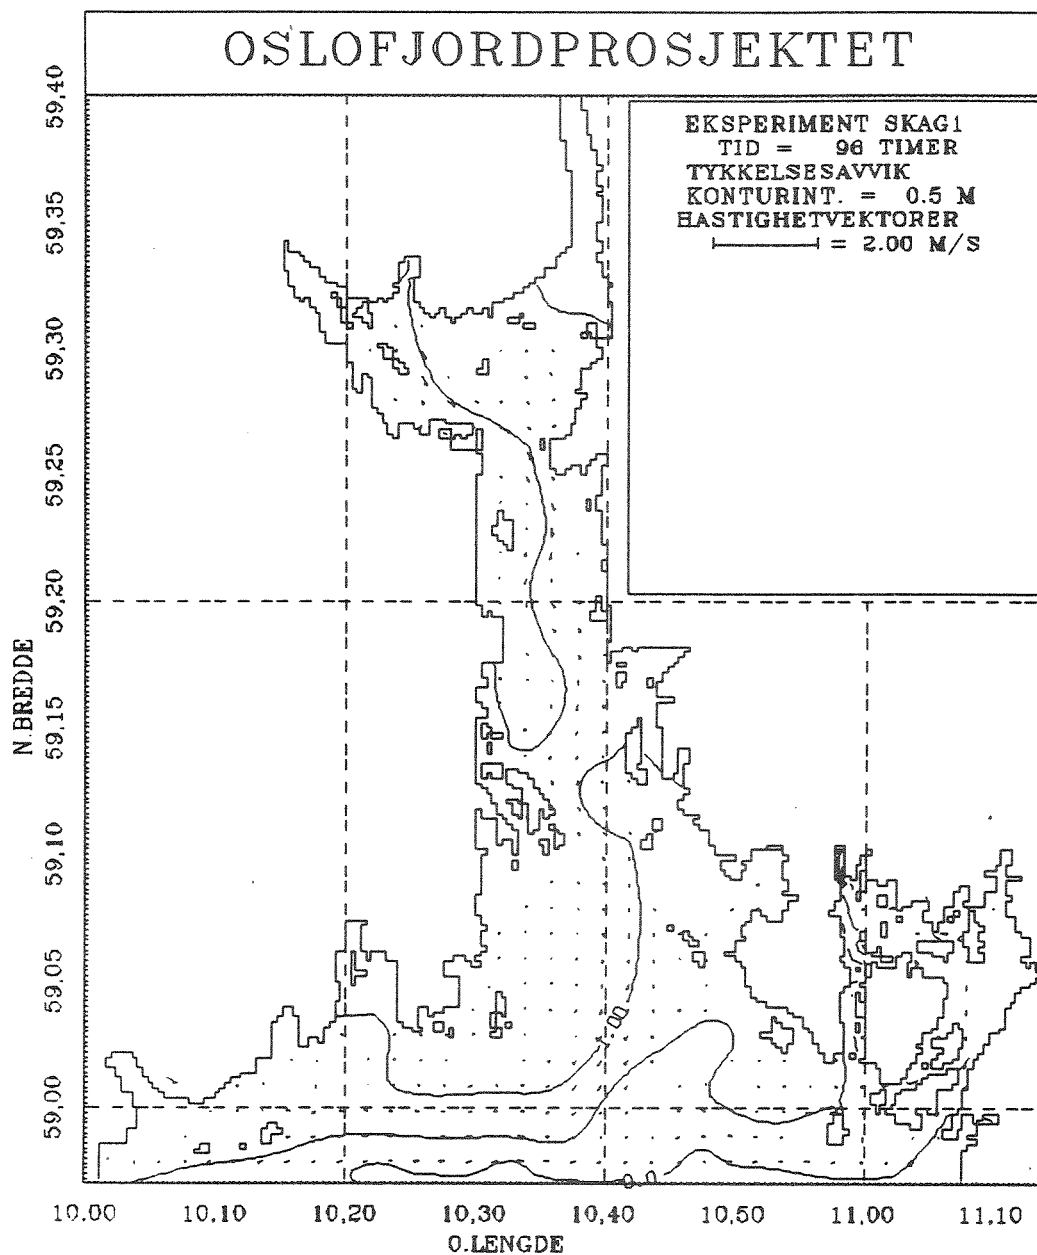 OSLOFJORDPROSJEKTET
EKSPERIMENT SKAG1
TID = 96 TIMER
TYKKELSESAVVIK
KONTURINT. = 0.5 M
HASTIGHETVEKTORER
= 2.00 M/S
59,40
59,35
59,30
59,25
59,20
59,15
59,10
59,05
59,00
N.BREDDE
0.0
10,00 10,10 10,20 10,30 10,40 10,50 11,00 11,10
O.LENGDE